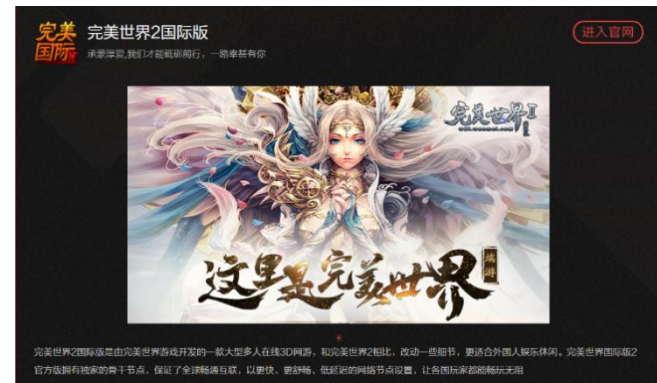 完美
国际
完美世界2国际版
进入官网
承蒙厚爱,我们才能砥砺前行，一路幸甚有你
完美世界II
这里是完美世界
端游
完美世界2国际版是由完美世界游戏开发的一款大型多人在线3D网游，和完美世界2相比，改动一些细节，更适合外国人娱乐休闲。完美世界国际版2
官方版拥有独家的骨干节点，保证了全球畅通互联，以更快、更舒畅、低延迟的网络节点设置，让各国玩家都能畅玩无阻